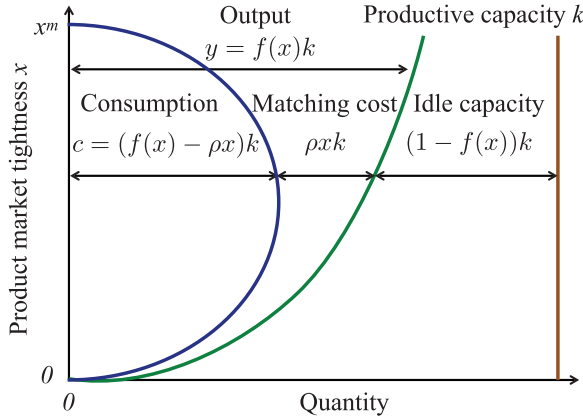 Output
Productive capacity k
x^m
y = f(x)k
Consumption
Matching cost
Idle capacity
c = (f(x) − ρx)k
ρxk
(1 − f(x))k
Product market tightness x
0
0
Quantity